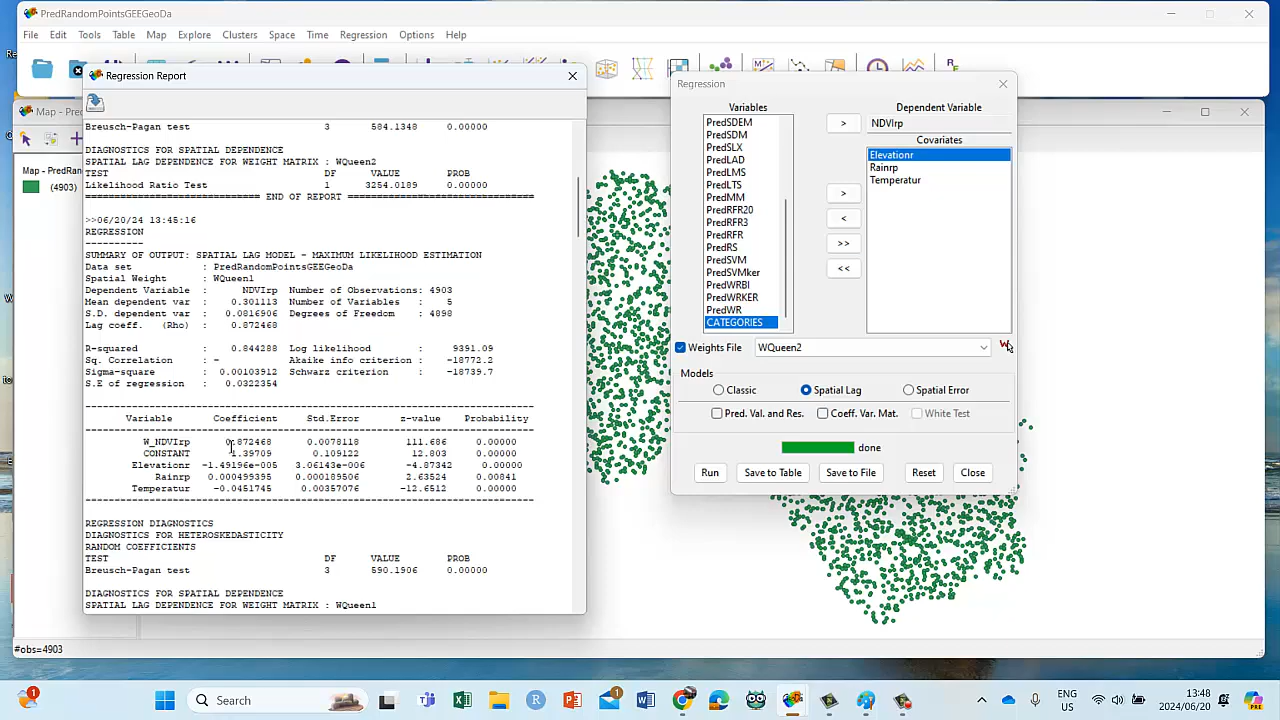 PredRandomPointsGEEGeoDa
File Edit Tools Table Map Explore Clusters Space Time Regression Options Help
Regression Report
Breusch-Pagan test 3 584.1348 0.00000
DIAGNOSTICS FOR SPATIAL DEPENDENCE
SPATIAL LAG DEPENDENCE FOR WEIGHT MATRIX : WQueen2
TEST DF VALUE PROB
Likelihood Ratio Test 1 3254.0189 0.00000
============================= END OF REPORT ================================
>>06/20/24 13:45:16
REGRESSION
----------
SUMMARY OF OUTPUT: SPATIAL LAG MODEL - MAXIMUM LIKELIHOOD ESTIMATION
Data set : PredRandomPointsGEEGeoDa
Spatial Weight : WQueen1
Dependent Variable : NDVIrp Number of Observations: 4903
Mean dependent var : 0.301113 Number of Variables : 5
S.D. dependent var : 0.0816906 Degrees of Freedom : 4898
Lag coeff. (Rho) : 0.872468
R-squared : 0.844288 Log likelihood : 9391.09
Sq. Correlation : - Akaike info criterion : -18772.2
Sigma-square : 0.00103912 Schwarz criterion : -18739.7
S.E of regression : 0.0322354
Variable Coefficient Std.Error z-value Probability
W_NDVIrp 0.872468 0.0078118 111.686 0.00000
CONSTANT 1.39709 0.109122 12.803 0.00000
Elevationr -1.49196e-005 3.06143e-006 -4.87342 0.00000
Rainrp 0.000499395 0.000189506 2.63524 0.00841
Temperatur -0.0451745 0.00357076 -12.6512 0.00000
REGRESSION DIAGNOSTICS
DIAGNOSTICS FOR HETEROSKEDASTICITY
RANDOM COEFFICIENTS
TEST DF VALUE PROB
Breusch-Pagan test 3 590.1906 0.00000
DIAGNOSTICS FOR SPATIAL DEPENDENCE
SPATIAL LAG DEPENDENCE FOR WEIGHT MATRIX : WQueen1
Map - Pre
Map - PredRan
(4903)
Regression
Variables
PredSDEM
PredSDM
PredSLX
PredLAD
PredLMS
PredLTS
PredMM
PredRFR20
PredRFR3
PredRFR
PredRS
PredSVM
PredSVMker
PredWRBI
PredWRKER
PredWR
CATEGORIES
>
>
<
>>
<<
Dependent Variable
NDVIrp
Covariates
Elevationr
Rainrp
Temperatur
Weights File WQueen2
Models
Classic Spatial Lag Spatial Error
Pred. Val. and Res. Coef. Var. Mat. White Test
done
Run Save to Table Save to File Reset Close
#obs=4903
1
Search
1
ENG
US
13:48
2024/06/20